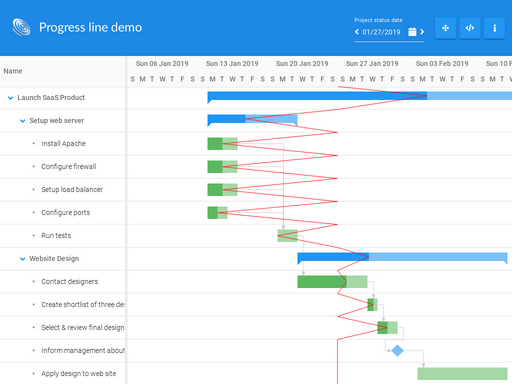 Progress line demo
Project status date
01/27/2019
Name
Sun 06 Jan 2019 Sun 13 Jan 2019 Sun 20 Jan 2019 Sun 27 Jan 2019 Sun 03 Feb 2019 Sun 10 F
S M T W T F S S M T W T F S S M T W T F S S M T W T F S S M T W T F S S M T
Launch SaaS Product
Setup web server
Install Apache
Configure firewall
Setup load balancer
Configure ports
Run tests
Website Design
Contact designers
Create shortlist of three des
Select & review final design
Inform management about
Apply design to web site